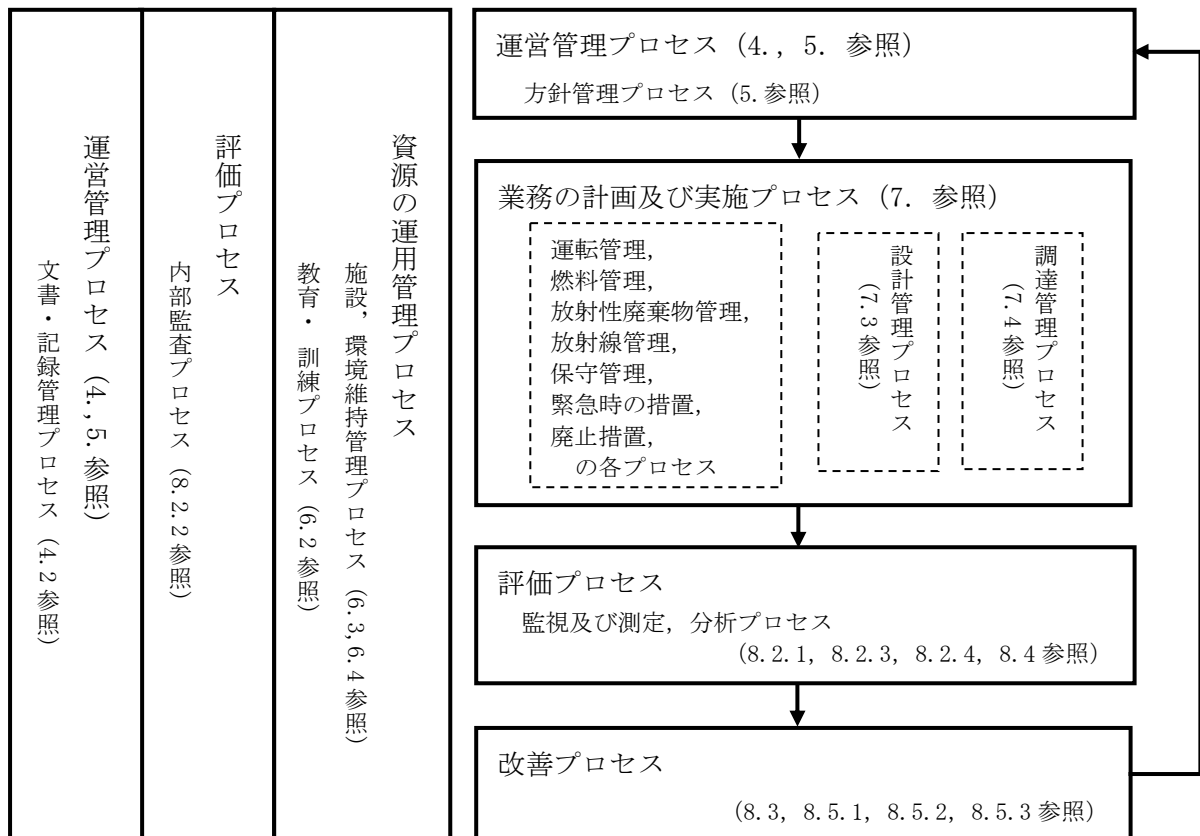 運営管理プロセス (4., 5. 参照)
文書・記録管理プロセス (4.2参照)
評価プロセス
内部監査プロセス (8.2.2参照)
資源の運用管理プロセス
施設，環境維持管理プロセス (6.3,6.4参照)
教育・訓練プロセス (6.2参照)
運営管理プロセス (4., 5. 参照)
方針管理プロセス (5.参照)
業務の計画及び実施プロセス (7. 参照)
運転管理,
燃料管理,
放射性廃棄物管理,
放射線管理,
保守管理,
緊急時の措置,
廃止措置,
の各プロセス
設計管理プロセス
(7.3参照)
調達管理プロセス
(7.4参照)
評価プロセス
監視及び測定, 分析プロセス
(8.2.1, 8.2.3, 8.2.4, 8.4参照)
改善プロセス
(8.3, 8.5.1, 8.5.2, 8.5.3参照)